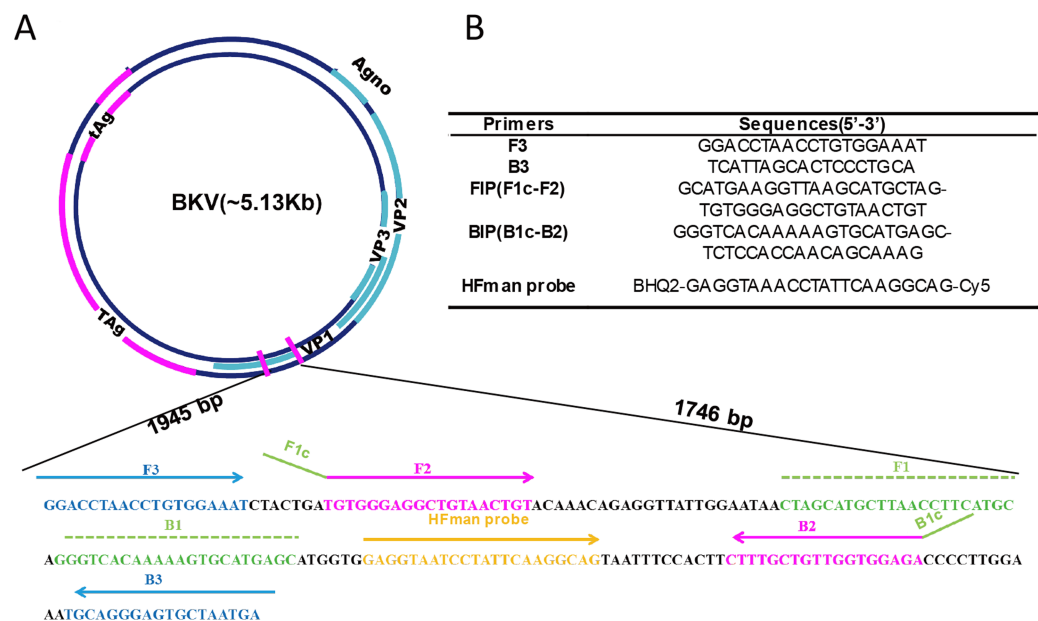 A
B
Agno
tAg
BKV(~5.13Kb)
VP2
VP3
TAg
VP1
Primers Sequences(5'-3')
F3 GGACCTAACCTGTGGAAAT
B3 TCATTAGCACTCCCTGCA
FIP(F1c-F2) GCATGAAGGTTAAGCATGCTAG-
TGTGGGAGGCTGTAACTGT
BIP(B1c-B2) GGGTCACAAAAAGTGCATGAGC-
TCTCCACCAACAGCAAAG
HFman probe BHQ2-GAGGTAAACCTATTCAAGGCAG-Cy5
1945 bp
1746 bp
F3 F1c F2 F1
GGACCTAACCTGTGGAAATCTACTGATGTGGGAGGCTGTAACTGTACAAACAGAGGTTATTGGAATAACTAGCATGCTTAACCTTCATGC
B1 HFman probe B2 B1c
AGGGTCACAAAAAGTGCATGAGCATGGTGGAGGTAATCCTATTCAAGGCAGTAATTTCCACTTCTTTGCTGTTGGTGGAGACCCCTTGGA
B3
AATGCAGGGAGTGCTAATGA